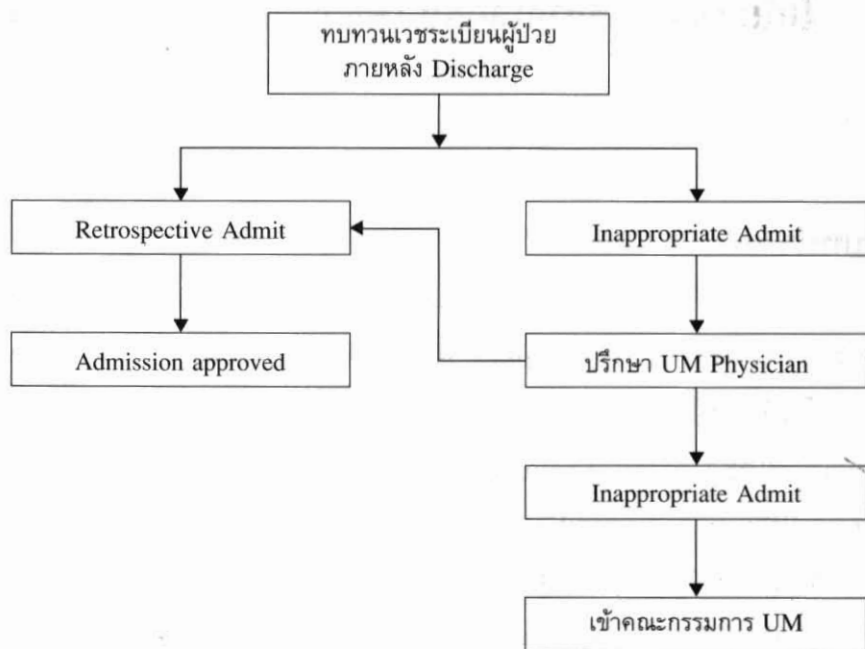 ทบทวนเวชระเบียนผู้ป่วย
ภายหลัง Discharge
Retrospective Admit
Inappropriate Admit
Admission approved
ปรึกษา UM Physician
Inappropriate Admit
เข้าคณะกรรมการ UM